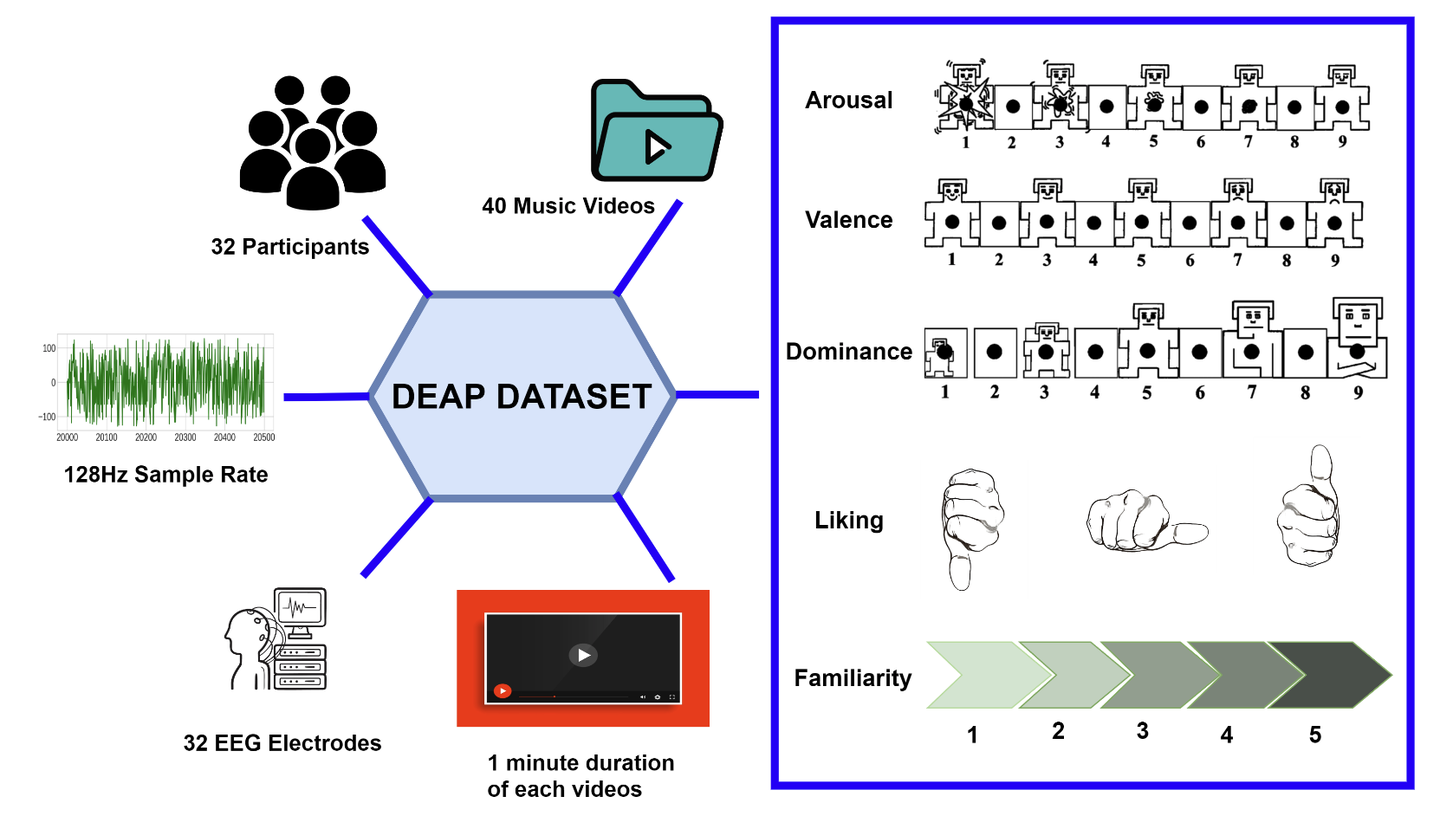 32 Participants
40 Music Videos
100
0
−100
20000 20100 20200 20300 20400 20500
128Hz Sample Rate
DEAP DATASET
32 EEG Electrodes
1 minute duration
of each videos
Arousal
1 2 3 4 5 6 7 8 9
Valence
1 2 3 4 5 6 7 8 9
Dominance
1 2 3 4 5 6 7 8 9
Liking
Familiarity
1 2 3 4 5